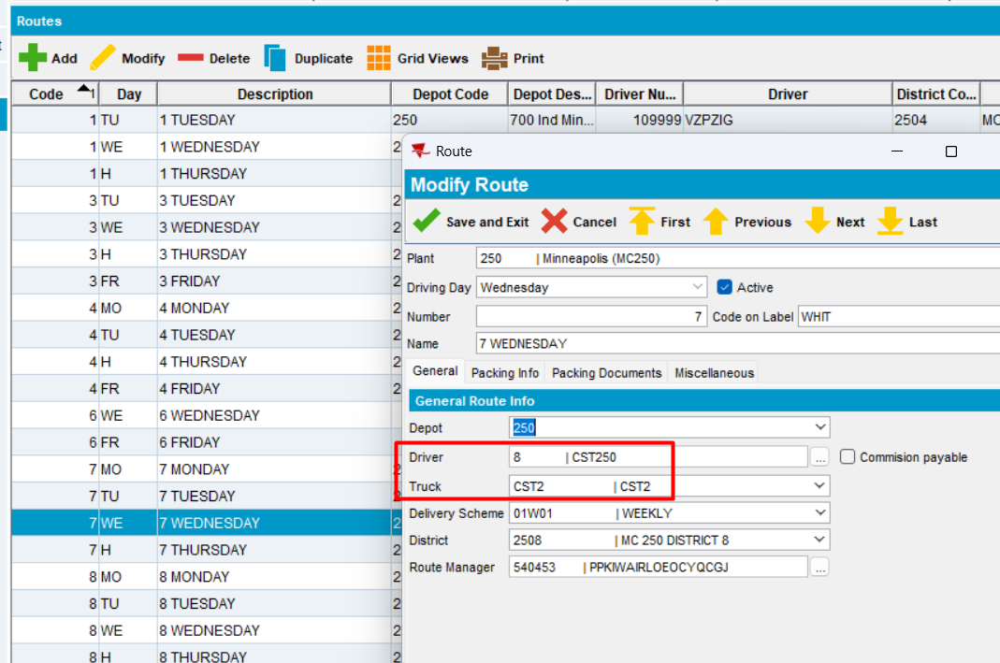 Routes
Add Modify Delete Duplicate Grid Views Print
Code 1 Day Description Depot Code Depot Des... Driver Nu... Driver District Co...
1 TU 1 TUESDAY 250 700 Ind Min... 109999 VZPZIG 2504 MC
1 WE 1 WEDNESDAY 2
1 H 1 THURSDAY
3 TU 3 TUESDAY 2
3 WE 3 WEDNESDAY 2
3 H 3 THURSDAY 2
3 FR 3 FRIDAY 2
4 MO 4 MONDAY 2
4 TU 4 TUESDAY 2
4 H 4 THURSDAY 2
4 FR 4 FRIDAY 2
6 WE 6 WEDNESDAY 2
6 FR 6 FRIDAY 2
7 MO 7 MONDAY 2
7 TU 7 TUESDAY 2
7 WE 7 WEDNESDAY 2
7 H 7 THURSDAY 2
8 MO 8 MONDAY 2
8 TU 8 TUESDAY 2
8 WE 8 WEDNESDAY 2
8 H 8 THURSDAY 2
Route
Modify Route
Save and Exit Cancel First Previous Next Last
Plant 250 | Minneapolis (MC250)
Driving Day Wednesday Active
Number 7 Code on Label WHIT
Name 7 WEDNESDAY
General Packing Info Packing Documents Miscellaneous
General Route Info
Depot 250
Driver 8 | CST250 ... Commision payable
Truck CST2 | CST2
Delivery Scheme 01W01 | WEEKLY
District 2508 | MC 250 DISTRICT 8
Route Manager 540453 | PPKIWAIRLOEOCYQCGJ ...